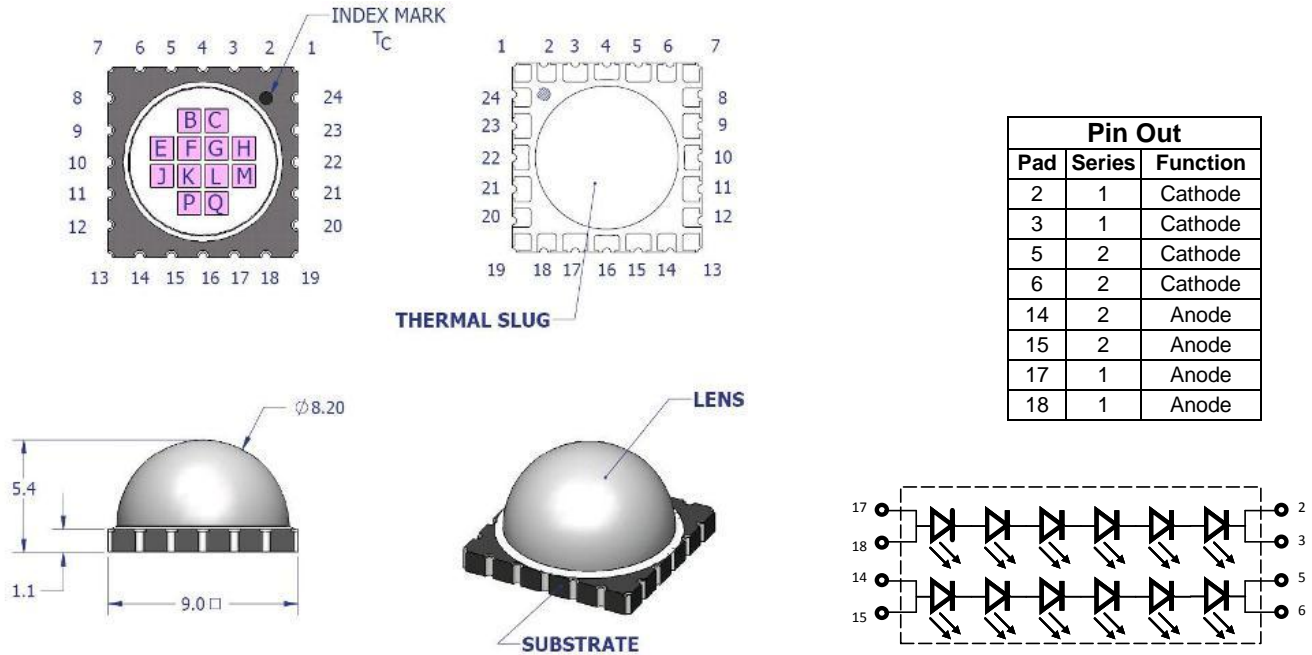 INDEX MARK
TC
7 6 5 4 3 2 1
8 24
9 23
10 22
11 21
12 20
13 14 15 16 17 18 19
B C
E F G H
J K L M
P Q
1 2 3 4 5 6 7
24 8
23 9
22 10
21 11
20 12
19 18 17 16 15 14 13
THERMAL SLUG
Pin Out
Pad Series Function
2 1 Cathode
3 1 Cathode
5 2 Cathode
6 2 Cathode
14 2 Anode
15 2 Anode
17 1 Anode
18 1 Anode
∅8.20
5.4
1.1
9.0 □
LENS
SUBSTRATE
17 2
18 3
14 5
15 6